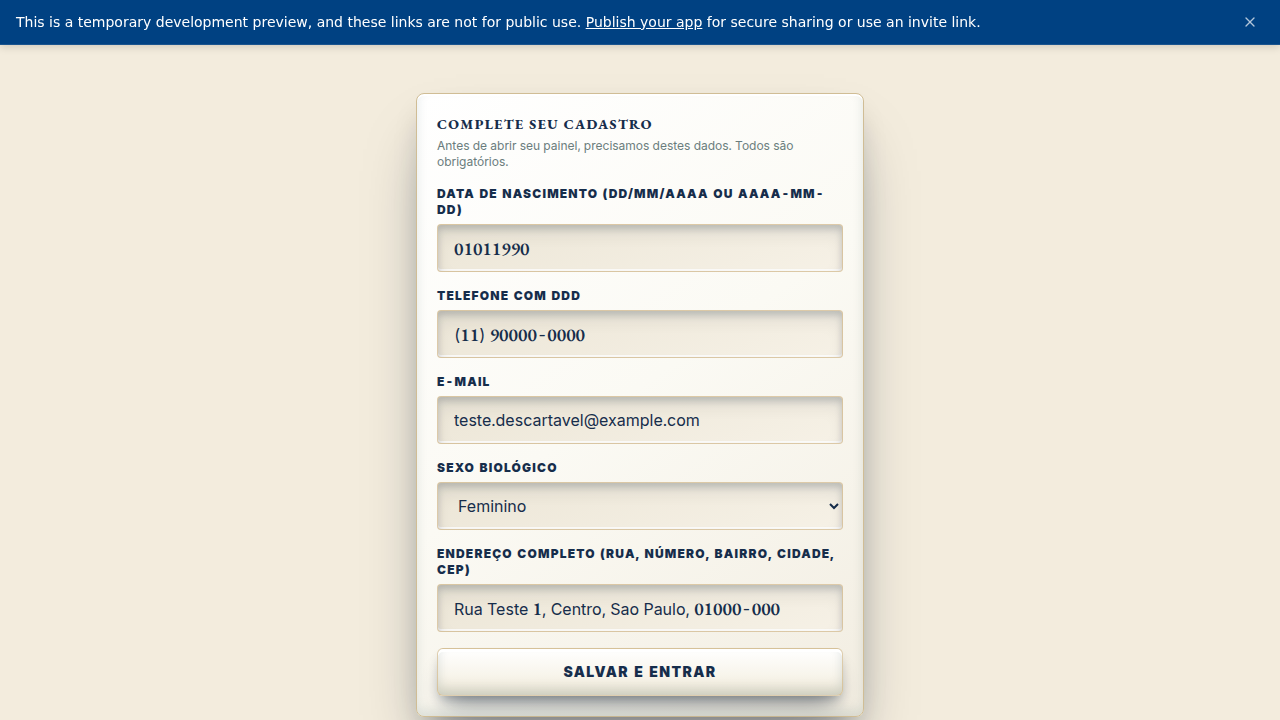 This is a temporary development preview, and these links are not for public use. Publish your app for secure sharing or use an invite link.
×
COMPLETE SEU CADASTRO
Antes de abrir seu painel, precisamos destes dados. Todos são
obrigatórios.
DATA DE NASCIMENTO (DD/MM/AAAA OU AAAA-MM-
DD)
01011990
TELEFONE COM DDD
(11) 90000-0000
E-MAIL
teste.descartavel@example.com
SEXO BIOLÓGICO
Feminino
ENDEREÇO COMPLETO (RUA, NÚMERO, BAIRRO, CIDADE,
CEP)
Rua Teste 1, Centro, Sao Paulo, 01000-000
SALVAR E ENTRAR